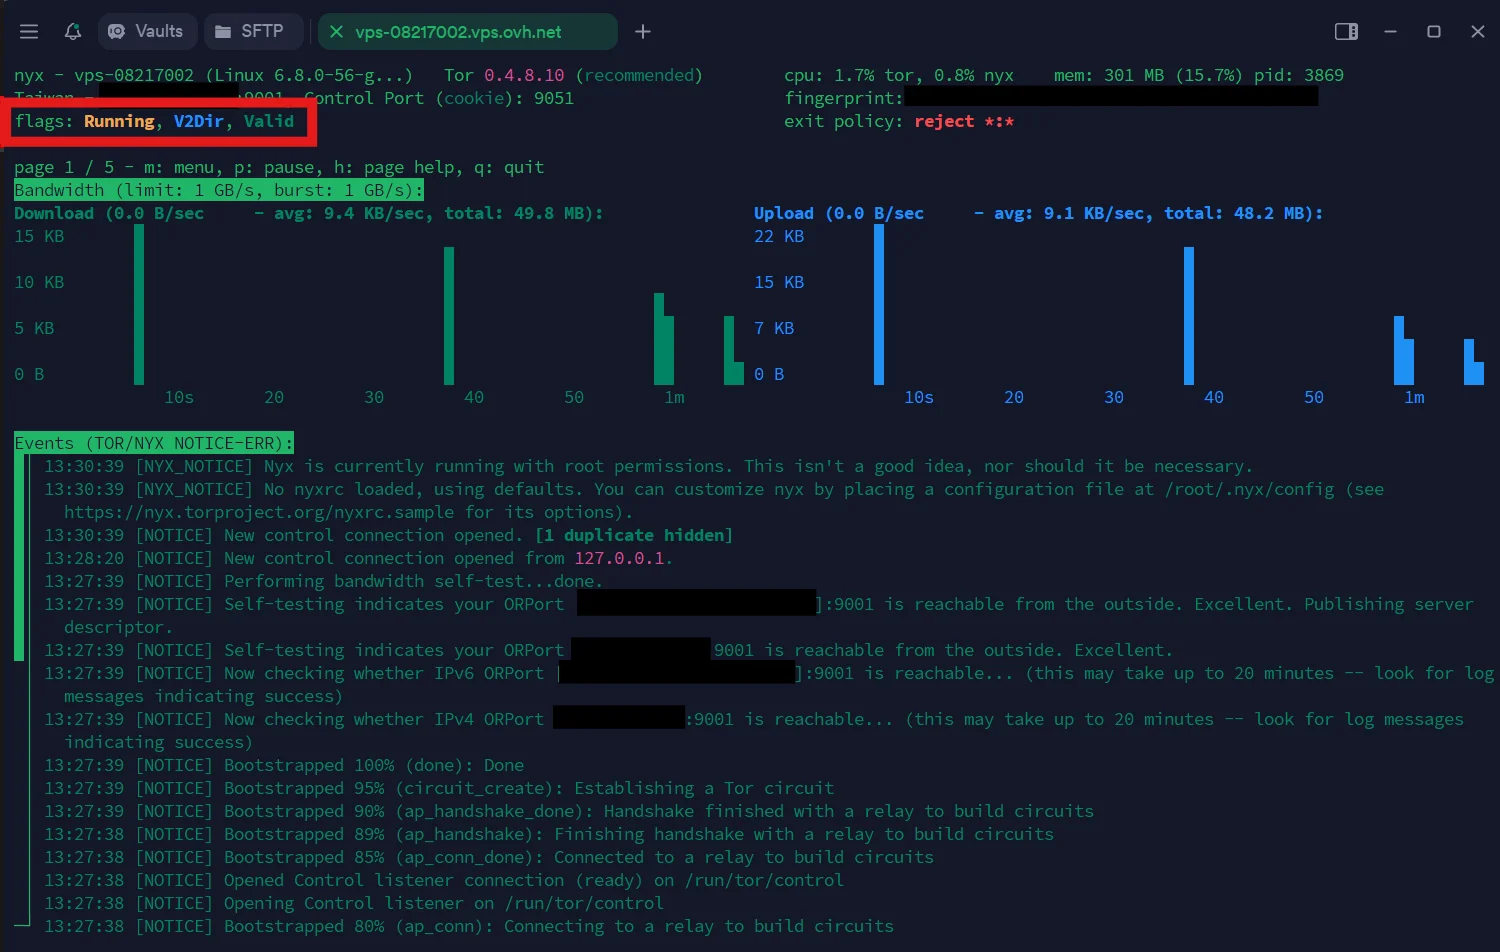 Vaults SFTP vps-08217002.vps.ovh.net
nyx - vps-08217002 (Linux 6.8.0-56-g...) Tor 0.4.8.10 (recommended) cpu: 1.7% tor, 0.8% nyx mem: 301 MB (15.7%) pid: 3869
Taiwan - :9001, Control Port (cookie): 9051 fingerprint:
flags: Running, V2Dir, Valid exit policy: reject *:*
page 1 / 5 - m: menu, p: pause, h: page help, q: quit
Bandwidth (limit: 1 GB/s, burst: 1 GB/s):
Download (0.0 B/sec - avg: 9.4 KB/sec, total: 49.8 MB): Upload (0.0 B/sec - avg: 9.1 KB/sec, total: 48.2 MB):
15 KB 22 KB
10 KB 15 KB
5 KB 7 KB
0 B 0 B
10s 20 30 40 50 1m 10s 20 30 40 50 1m
Events (TOR/NYX NOTICE-ERR):
13:30:39 [NYX_NOTICE] Nyx is currently running with root permissions. This isn't a good idea, nor should it be necessary.
13:30:39 [NYX_NOTICE] No nyxrc loaded, using defaults. You can customize nyx by placing a configuration file at /root/.nyx/config (see
https://nyx.torproject.org/nyxrc.sample for its options).
13:30:39 [NOTICE] New control connection opened. [1 duplicate hidden]
13:28:20 [NOTICE] New control connection opened from 127.0.0.1.
13:27:39 [NOTICE] Performing bandwidth self-test...done.
13:27:39 [NOTICE] Self-testing indicates your ORPort ]:9001 is reachable from the outside. Excellent. Publishing server
descriptor.
13:27:39 [NOTICE] Self-testing indicates your ORPort 9001 is reachable from the outside. Excellent.
13:27:39 [NOTICE] Now checking whether IPv6 ORPort [ ]:9001 is reachable... (this may take up to 20 minutes -- look for log
messages indicating success)
13:27:39 [NOTICE] Now checking whether IPv4 ORPort :9001 is reachable... (this may take up to 20 minutes -- look for log messages
indicating success)
13:27:39 [NOTICE] Bootstrapped 100% (done): Done
13:27:39 [NOTICE] Bootstrapped 95% (circuit_create): Establishing a Tor circuit
13:27:39 [NOTICE] Bootstrapped 90% (ap_handshake_done): Handshake finished with a relay to build circuits
13:27:38 [NOTICE] Bootstrapped 89% (ap_handshake): Finishing handshake with a relay to build circuits
13:27:38 [NOTICE] Bootstrapped 85% (ap_conn_done): Connected to a relay to build circuits
13:27:38 [NOTICE] Opened Control listener connection (ready) on /run/tor/control
13:27:38 [NOTICE] Opening Control listener on /run/tor/control
13:27:38 [NOTICE] Bootstrapped 80% (ap_conn): Connecting to a relay to build circuits